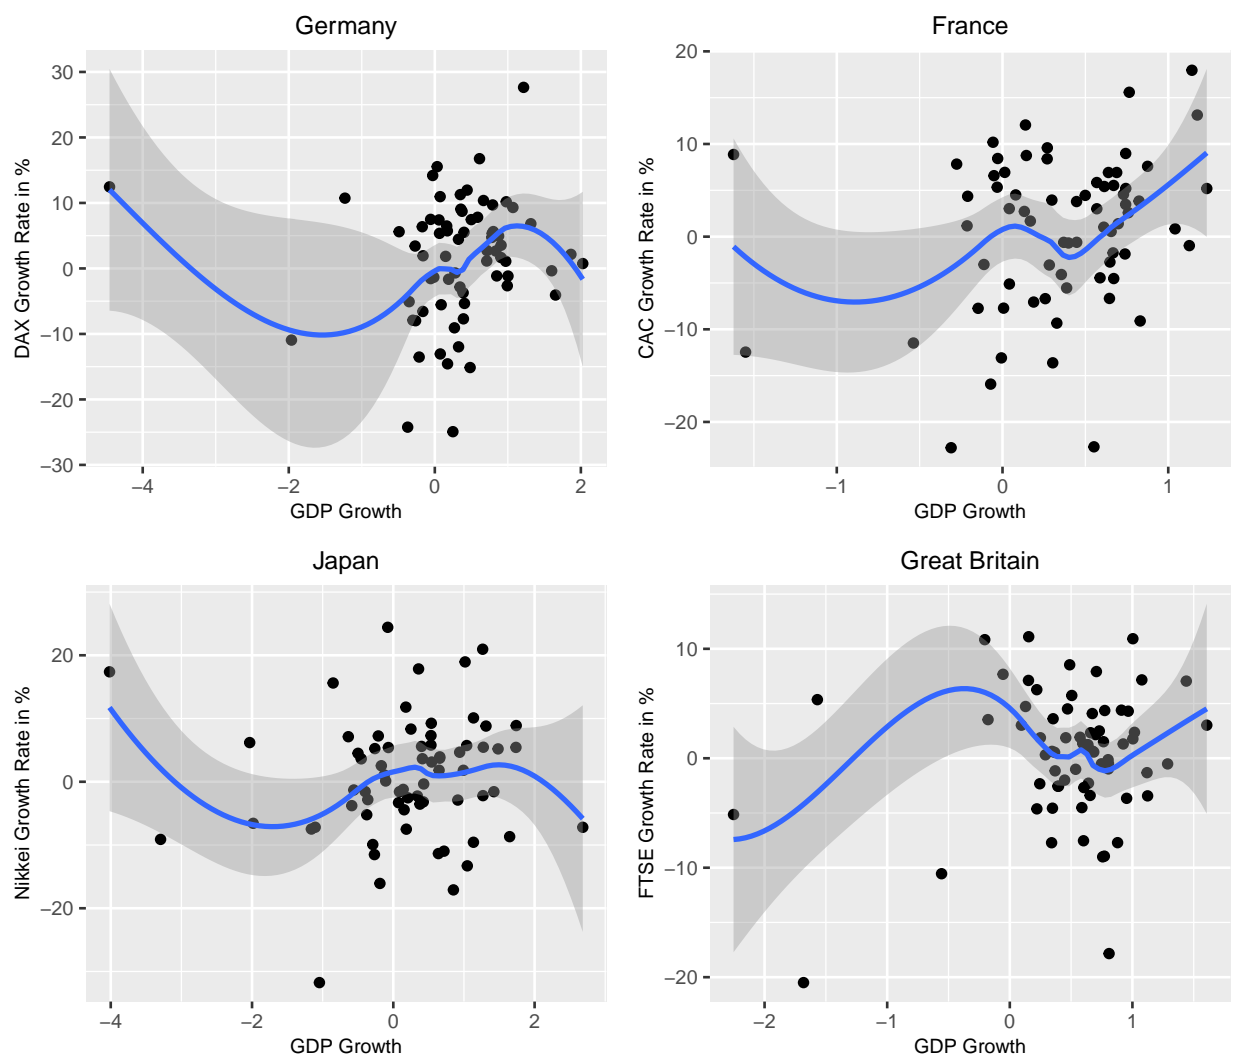 Germany
DAX Growth Rate in %
30
20
10
0
−10
−20
−30
−4
−2
0
2
GDP Growth
France
CAC Growth Rate in %
20
10
0
−10
−20
−1
0
1
GDP Growth
Japan
Nikkei Growth Rate in %
20
0
−20
−4
−2
0
2
GDP Growth
Great Britain
FTSE Growth Rate in %
10
0
−10
−20
−2
−1
0
1
GDP Growth